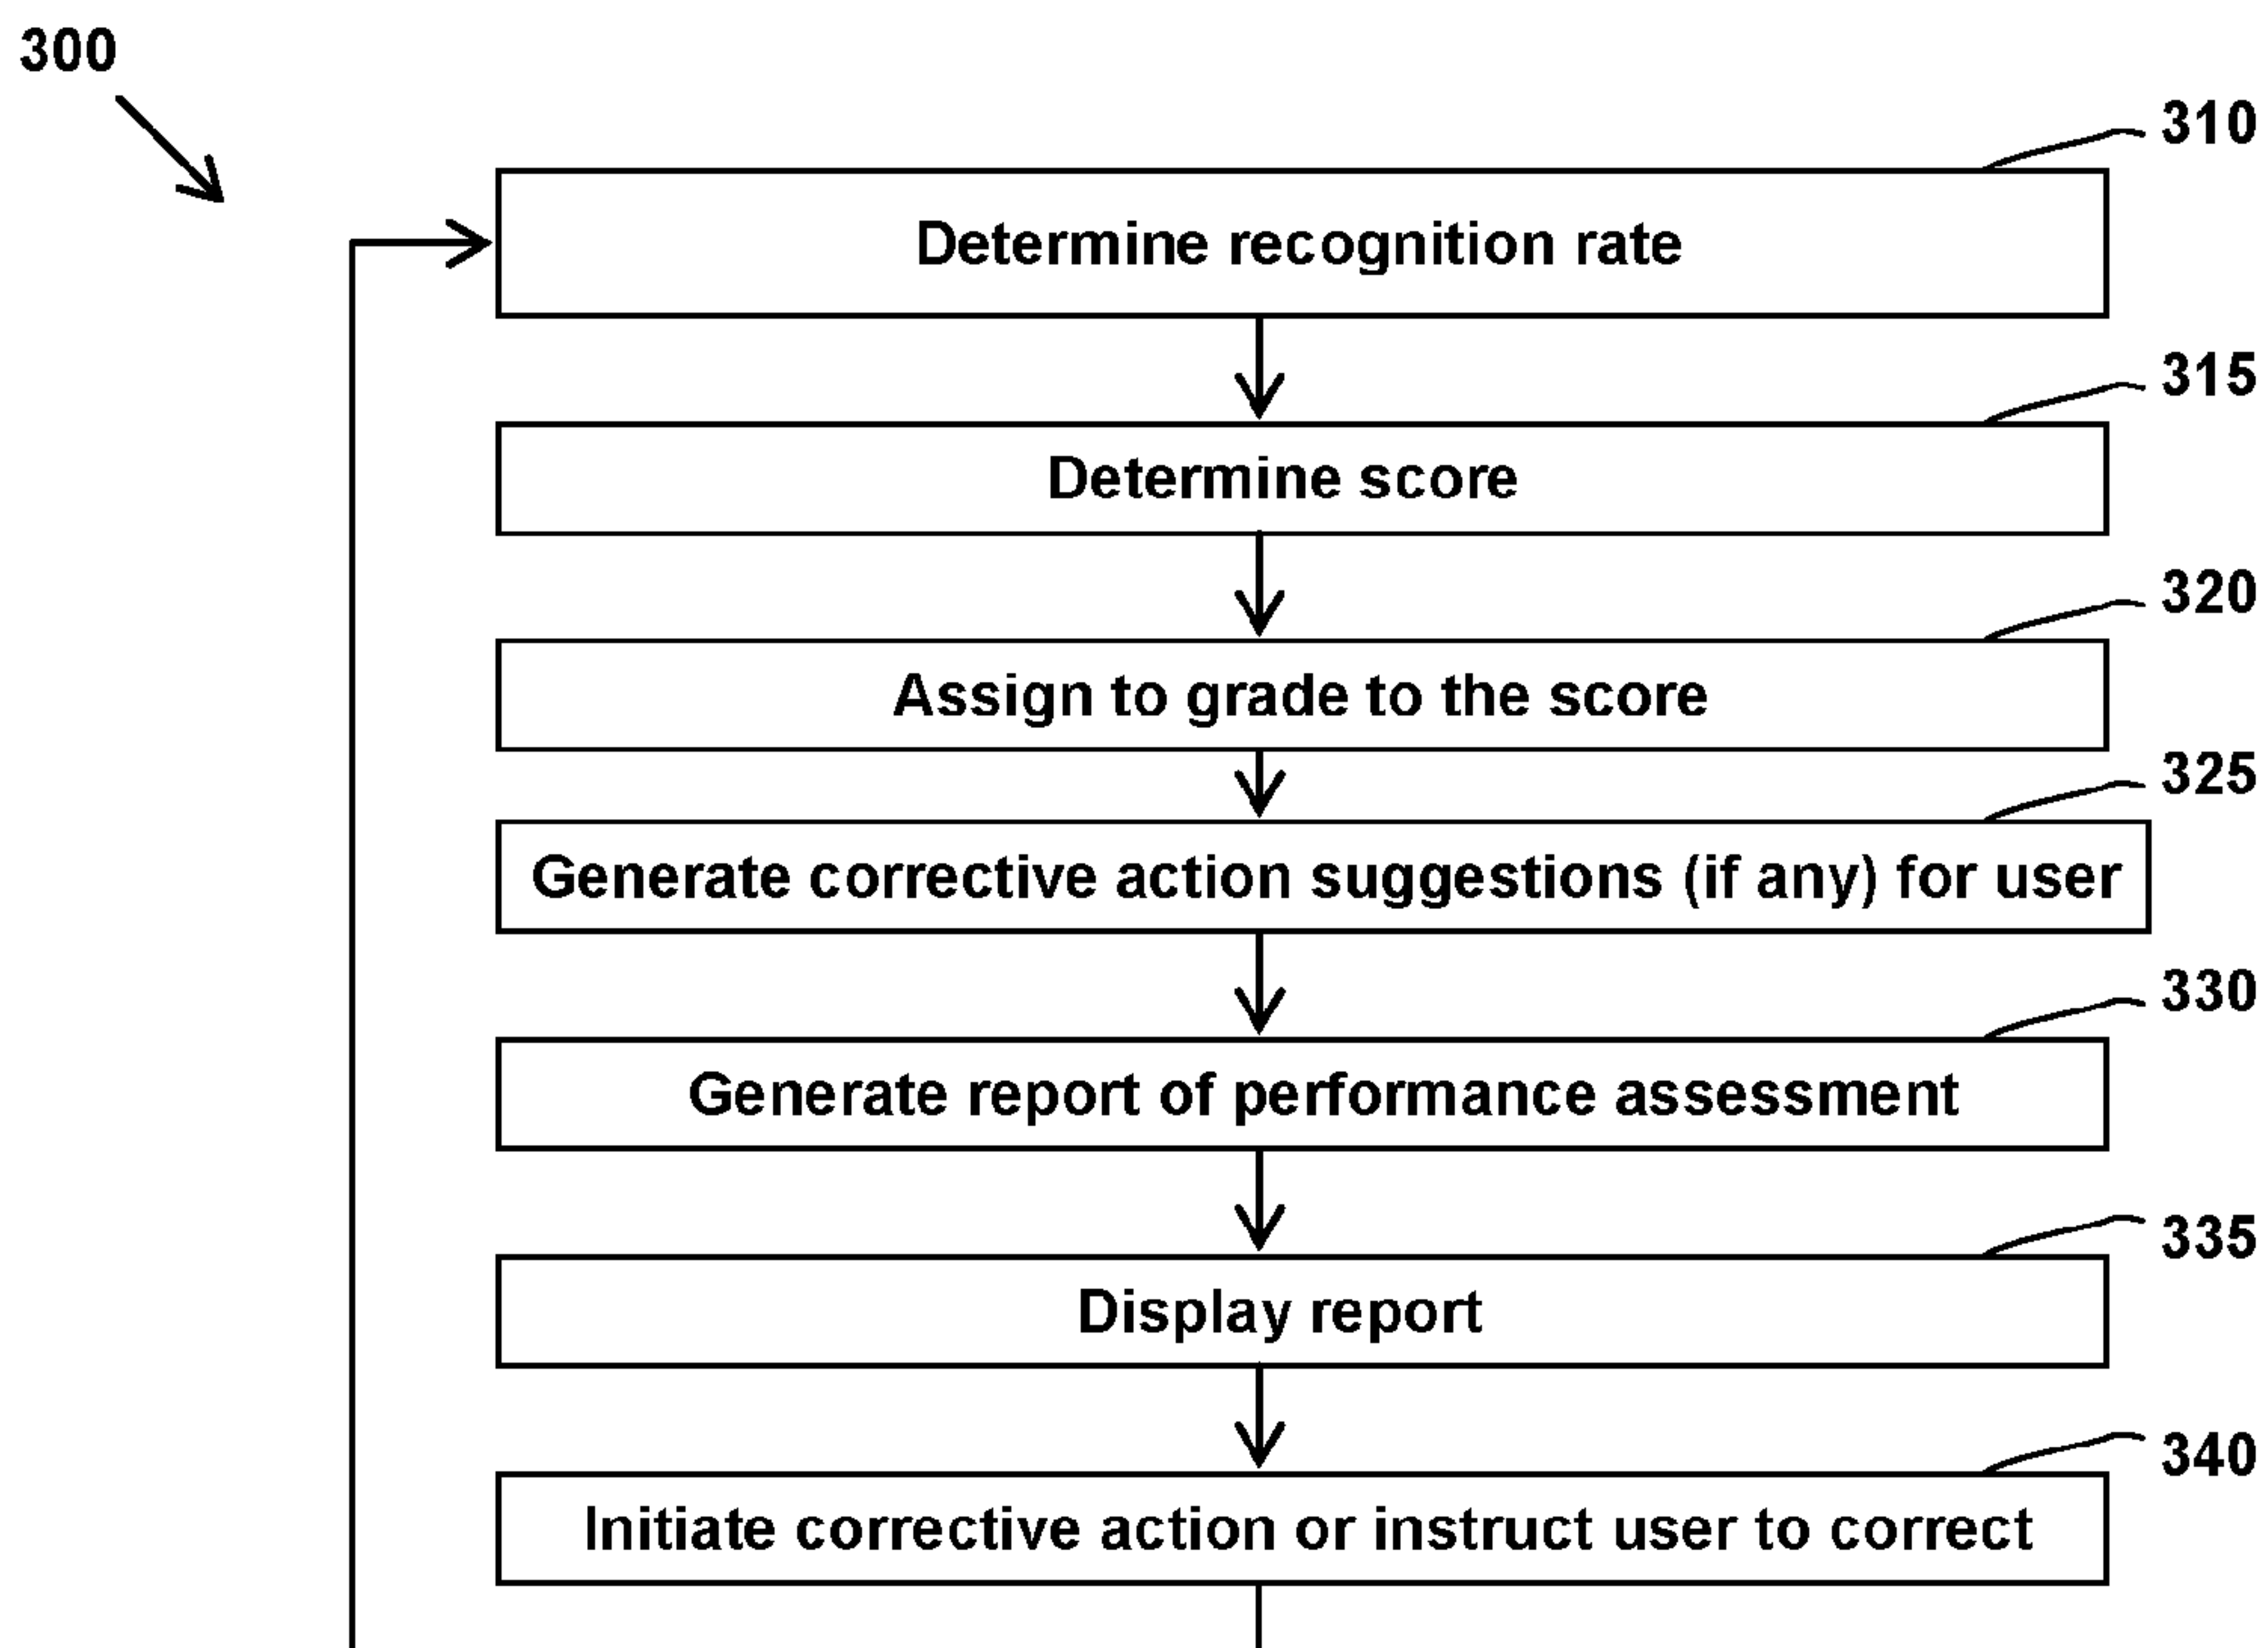 300
310
Determine recognition rate
315
Determine score
320
Assign to grade to the score
325
Generate corrective action suggestions (if any) for user
330
Generate report of performance assessment
335
Display report
340
Initiate corrective action or instruct user to correct